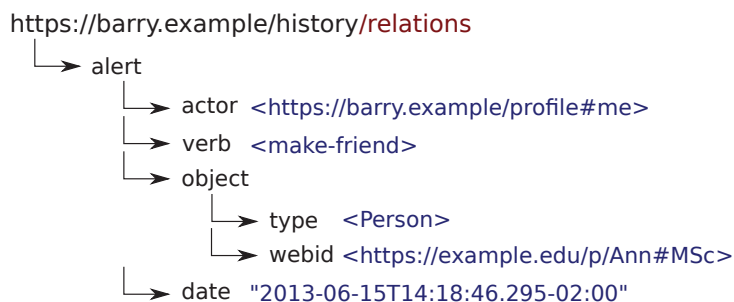 https://barry.example/history/relations
alert
actor <https://barry.example/profile#me>
verb <make-friend>
object
type <Person>
webid <https://example.edu/p/Ann#MSc>
date "2013-06-15T14:18:46.295-02:00"